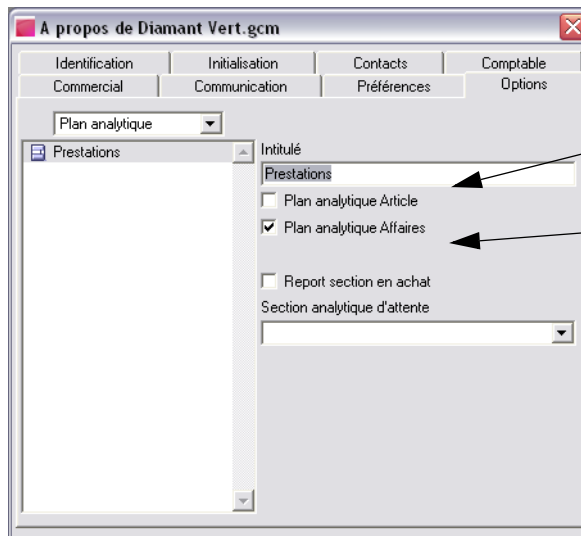 A propos de Diamant Vert.gcm
Identification Initialisation Contacts Comptable
Commercial Communication Préférences Options
Plan analytique
Prestations
Intitulé
Prestations
Plan analytique Article
Plan analytique Affaires
Report section en achat
Section analytique d'attente